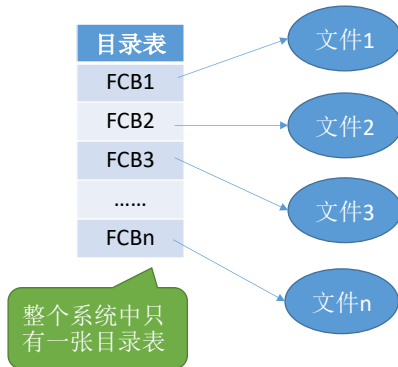 目录表
FCB1
FCB2
FCB3
……
FCBn
文件1
文件2
文件3
文件n
整个系统中只
有一张目录表